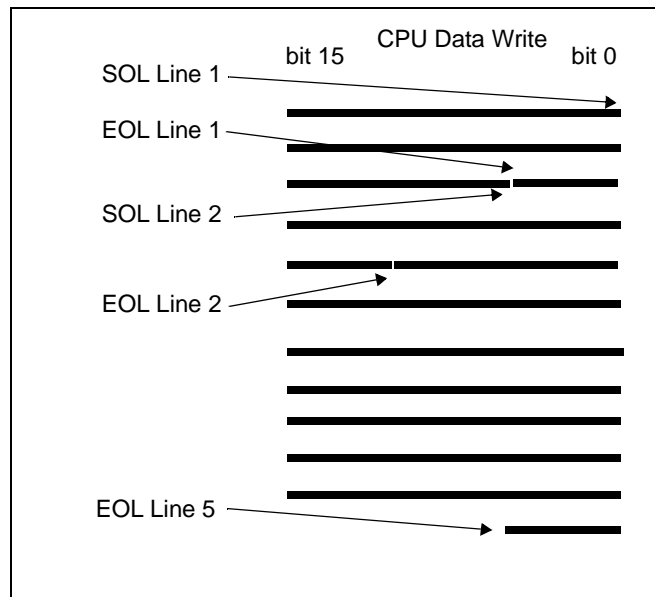 CPU Data Write
bit 15
bit 0
SOL Line 1
EOL Line 1
SOL Line 2
EOL Line 2
EOL Line 5